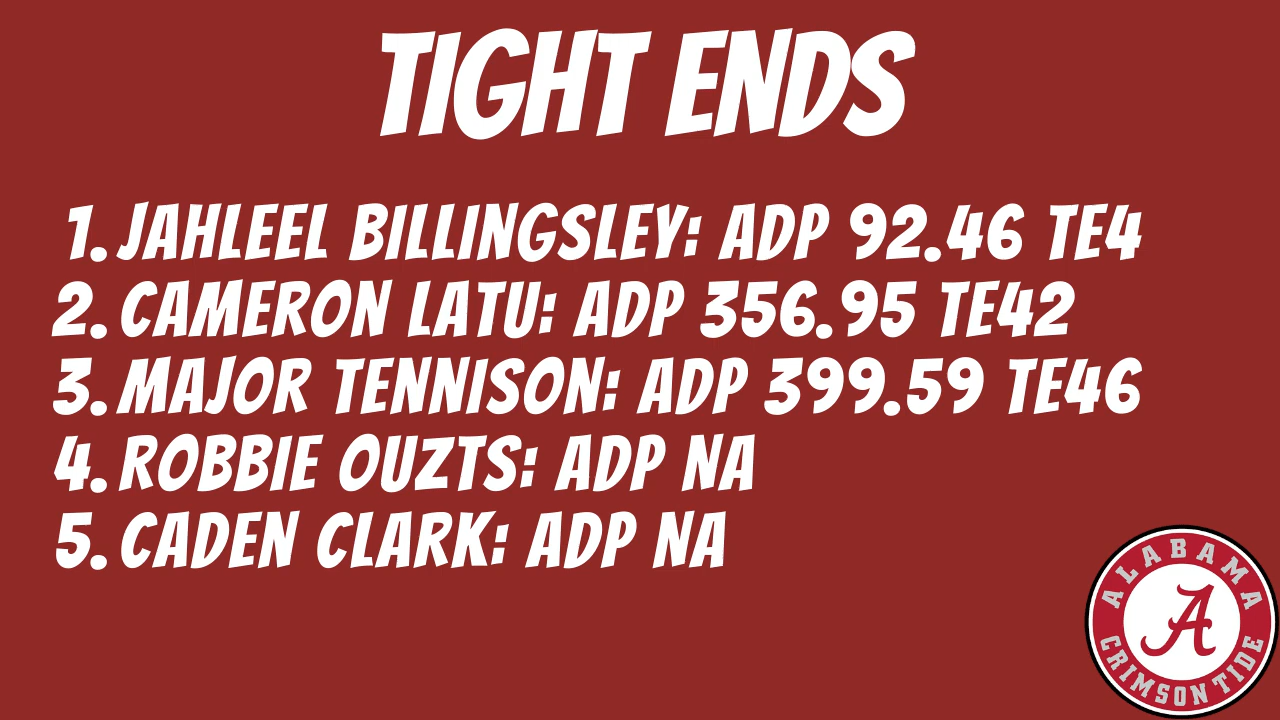 TIGHT ENDS
1. JAHLEEL BILLINGSLEY: ADP 92.46 TE4
2. CAMERON LATU: ADP 356.95 TE42
3. MAJOR TENNISON: ADP 399.59 TE46
4. ROBBIE OUZTS: ADP NA
5. CADEN CLARK: ADP NA
ALABAMA
A
CRIMSON TIDE